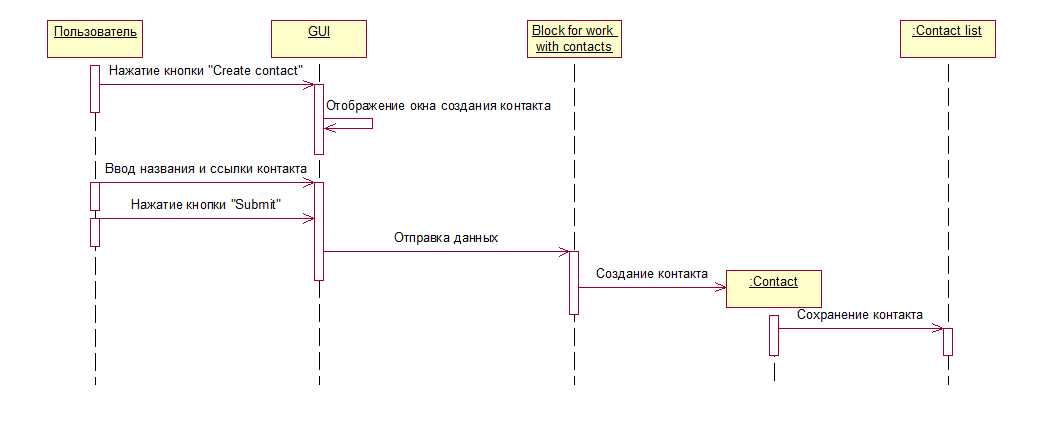 Пользователь
GUI
Block for work
with contacts
:Contact list
Нажатие кнопки "Create contact"
Отображение окна создания контакта
Ввод названия и ссылки контакта
Нажатие кнопки "Submit"
Отправка данных
Создание контакта
:Contact
Сохранение контакта